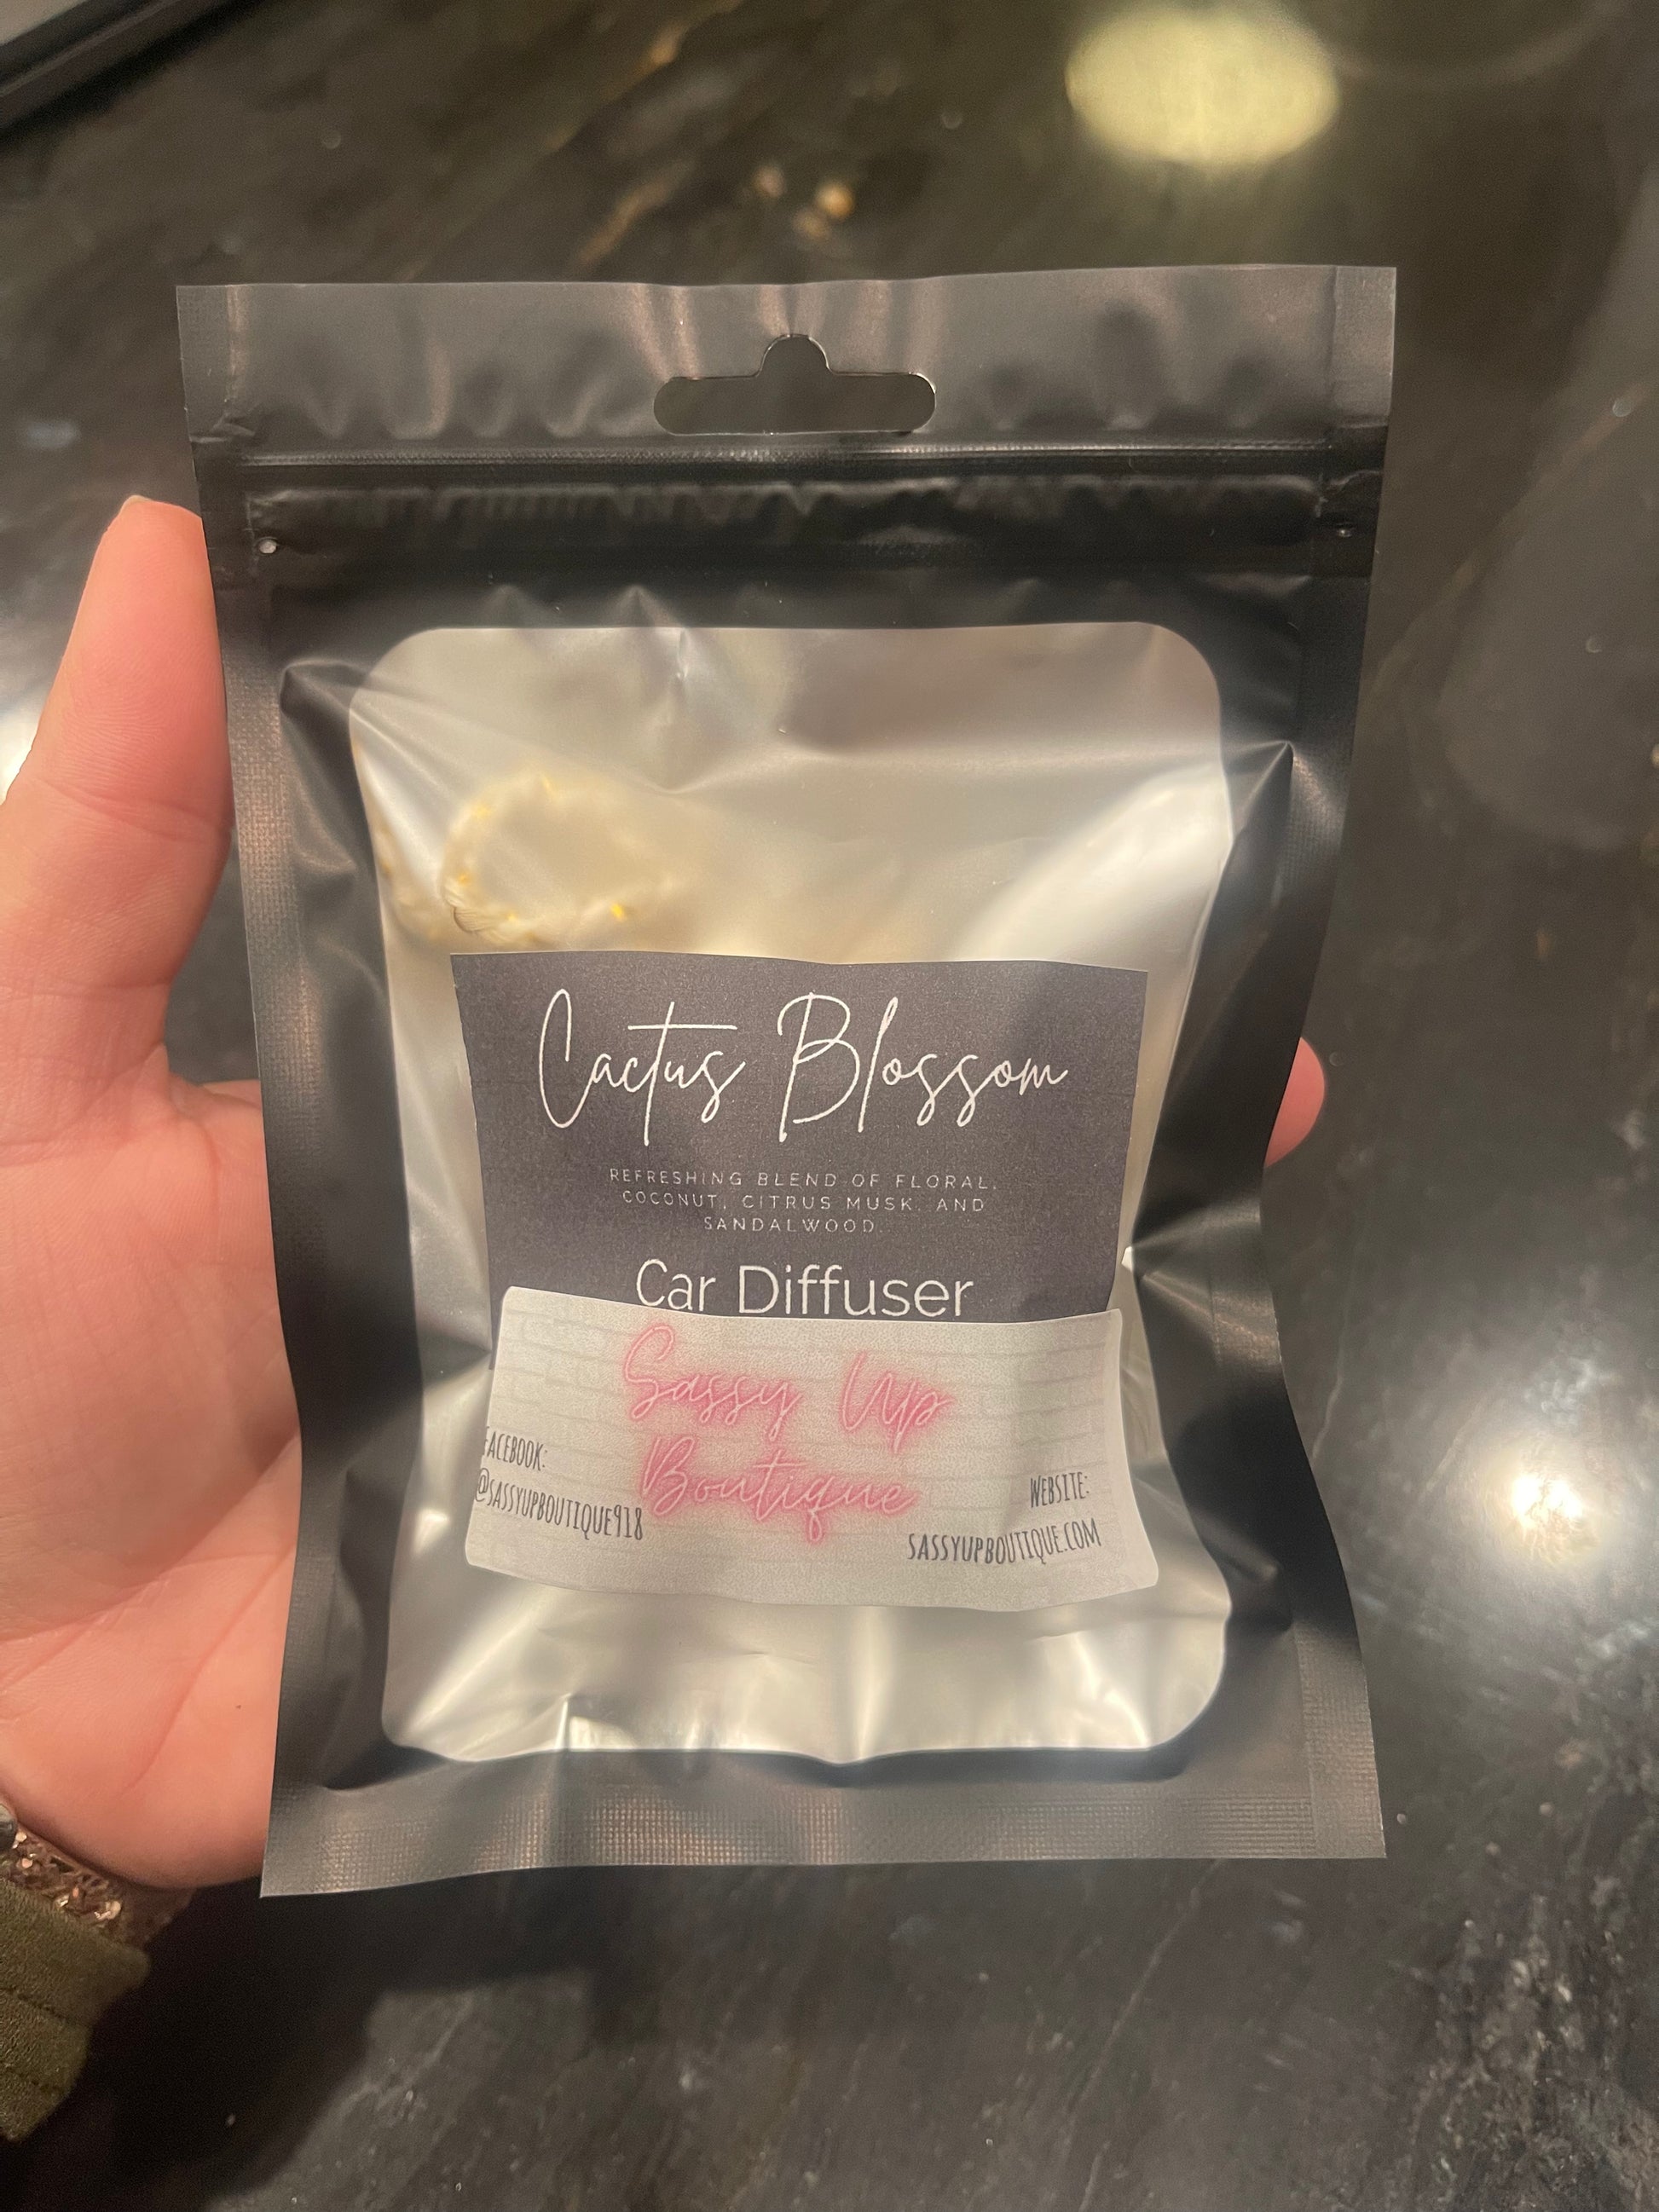 Cactus Blossom
REFRESHING BLEND OF FLORAL,
COCONUT, CITRUS MUSK, AND
SANDALWOOD.
Car Diffuser
Sassy Up
Boutique
FACEBOOK:
@SASSYUPBOUTIQUE918
WEBSITE:
SASSYUPBOUTIQUE.COM